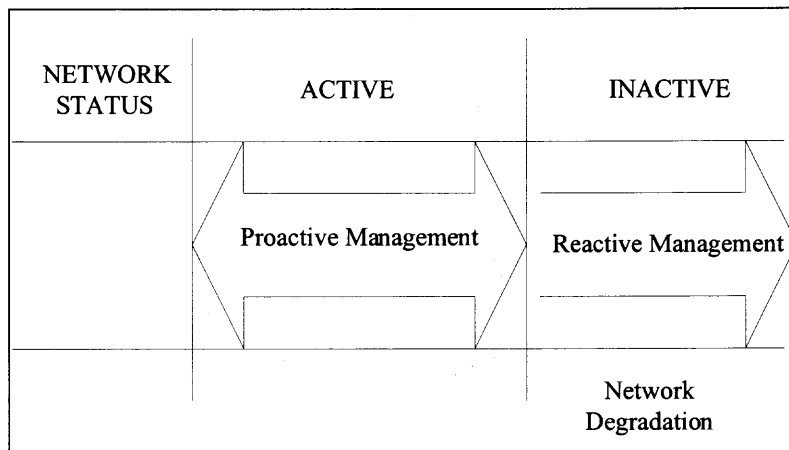 NETWORK
STATUS
ACTIVE
INACTIVE
Proactive Management
Reactive Management
Network
Degradation